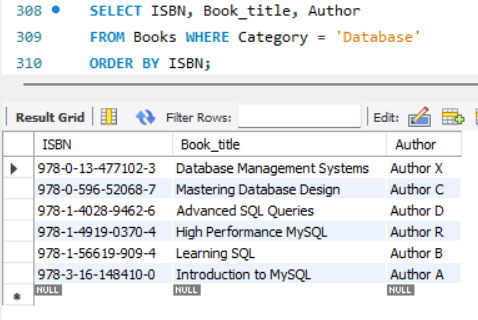 308 SELECT ISBN, Book_title, Author
309 FROM Books WHERE Category = 'Database'
310 ORDER BY ISBN;
Result Grid Filter Rows: Edit:
ISBN Book_title Author
978-0-13-477102-3 Database Management Systems Author X
978-0-596-52068-7 Mastering Database Design Author C
978-1-4028-9462-6 Advanced SQL Queries Author D
978-1-4919-0370-4 High Performance MySQL Author R
978-1-56619-909-4 Learning SQL Author B
978-3-16-148410-0 Introduction to MySQL Author A
NULL NULL NULL